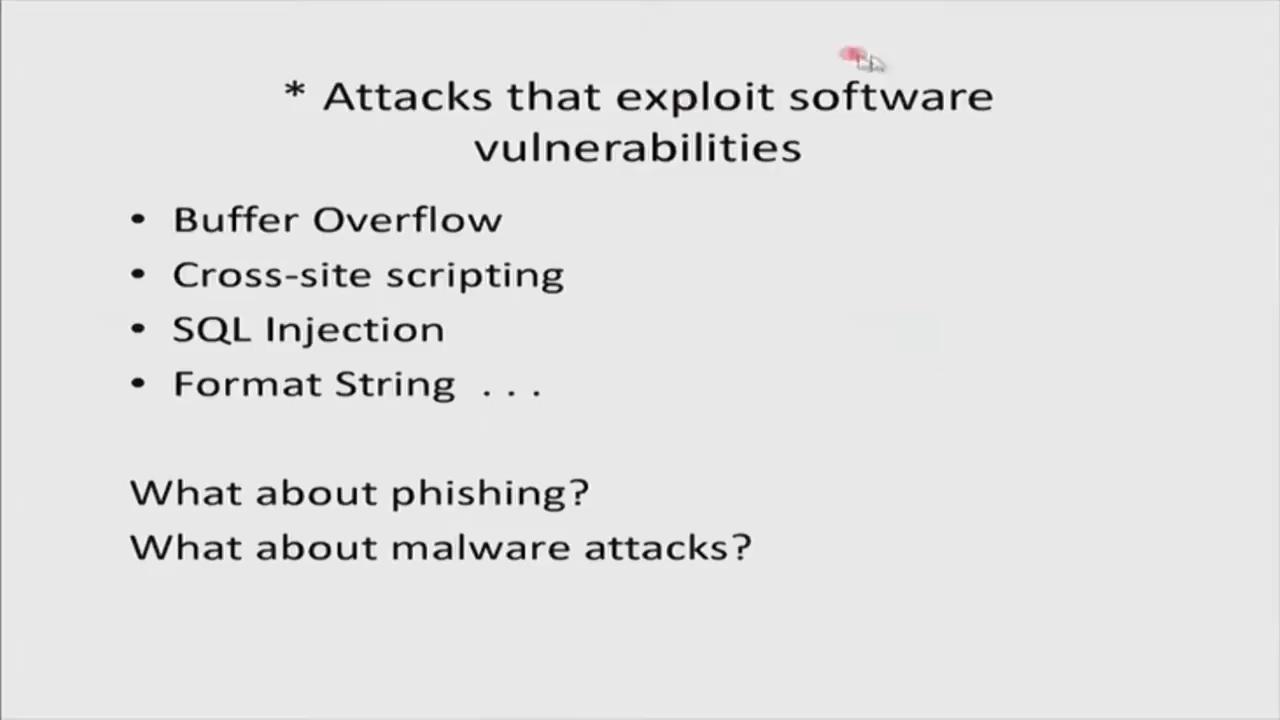 * Attacks that exploit software
vulnerabilities
• Buffer Overflow
• Cross-site scripting
• SQL Injection
• Format String . . .
What about phishing?
What about malware attacks?